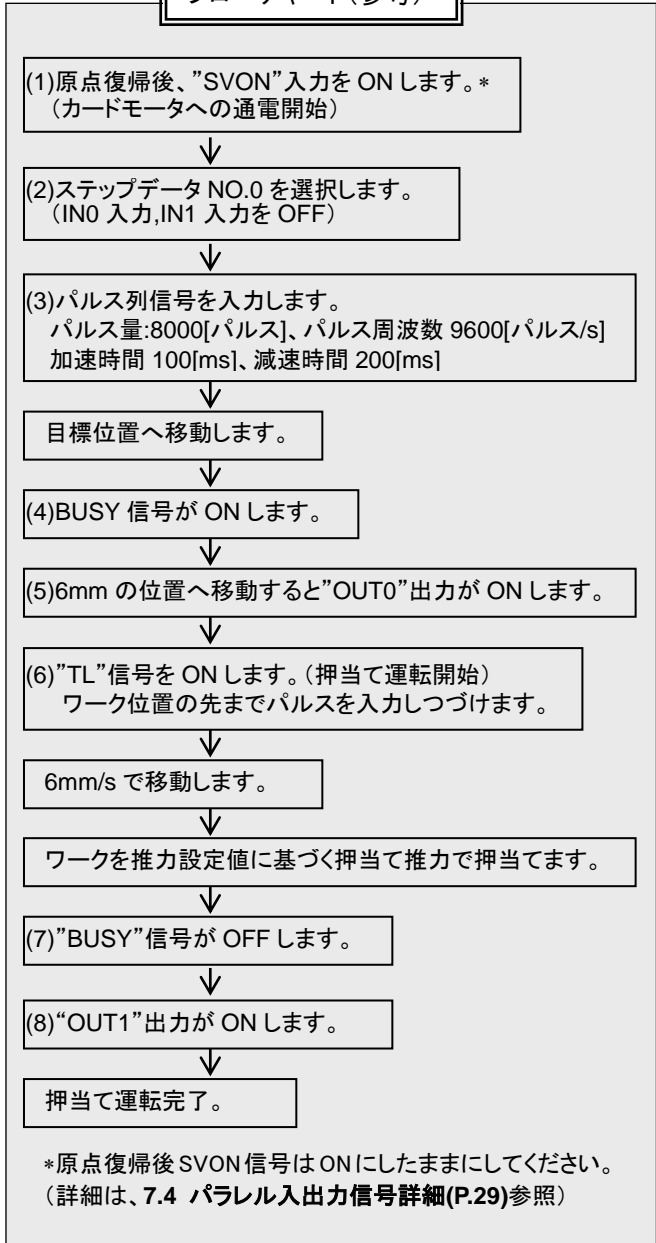 フローチャート(参考)
(1)原点復帰後、”SVON”入力を ON します。*
（カードモータへの通電開始）
(2)ステップデータ NO.0 を選択します。
（IN0 入力,IN1 入力を OFF）
(3)パルス列信号を入力します。
パルス量:8000[パルス]、パルス周波数 9600[パルス/s]
加速時間 100[ms]、減速時間 200[ms]
目標位置へ移動します。
(4)BUSY 信号が ON します。
(5)6mm の位置へ移動すると”OUT0”出力が ON します。
(6)”TL”信号を ON します。（押当て運転開始）
ワーク位置の先までパルスを入力しつづけます。
6mm/s で移動します。
ワークを推力設定値に基づく押当て推力で押当てます。
(7)”BUSY”信号が OFF します。
(8)“OUT1”出力が ON します。
押当て運転完了。
*原点復帰後 SVON 信号は ON にしたままにしてください。
（詳細は、7.4 パラレル入出力信号詳細(P.29)参照）